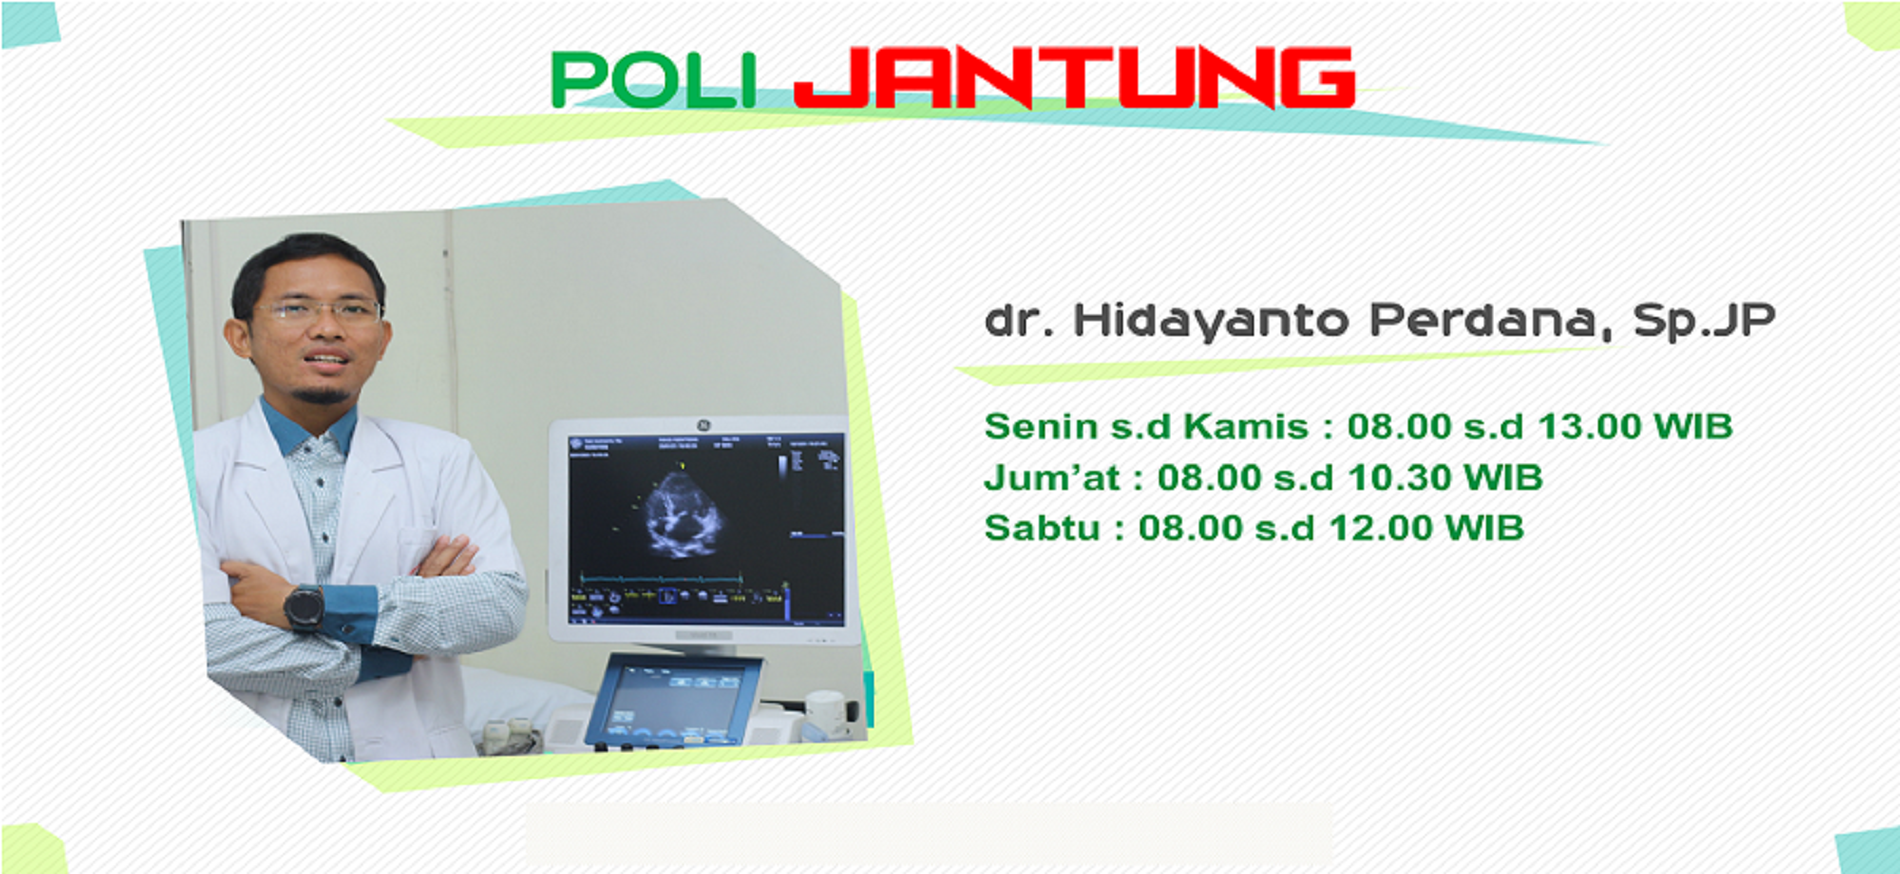 POLI JANTUNG
dr. Hidayanto Perdana, Sp.JP
Senin s.d Kamis : 08.00 s.d 13.00 WIB
Jum'at : 08.00 s.d 10.30 WIB
Sabtu : 08.00 s.d 12.00 WIB